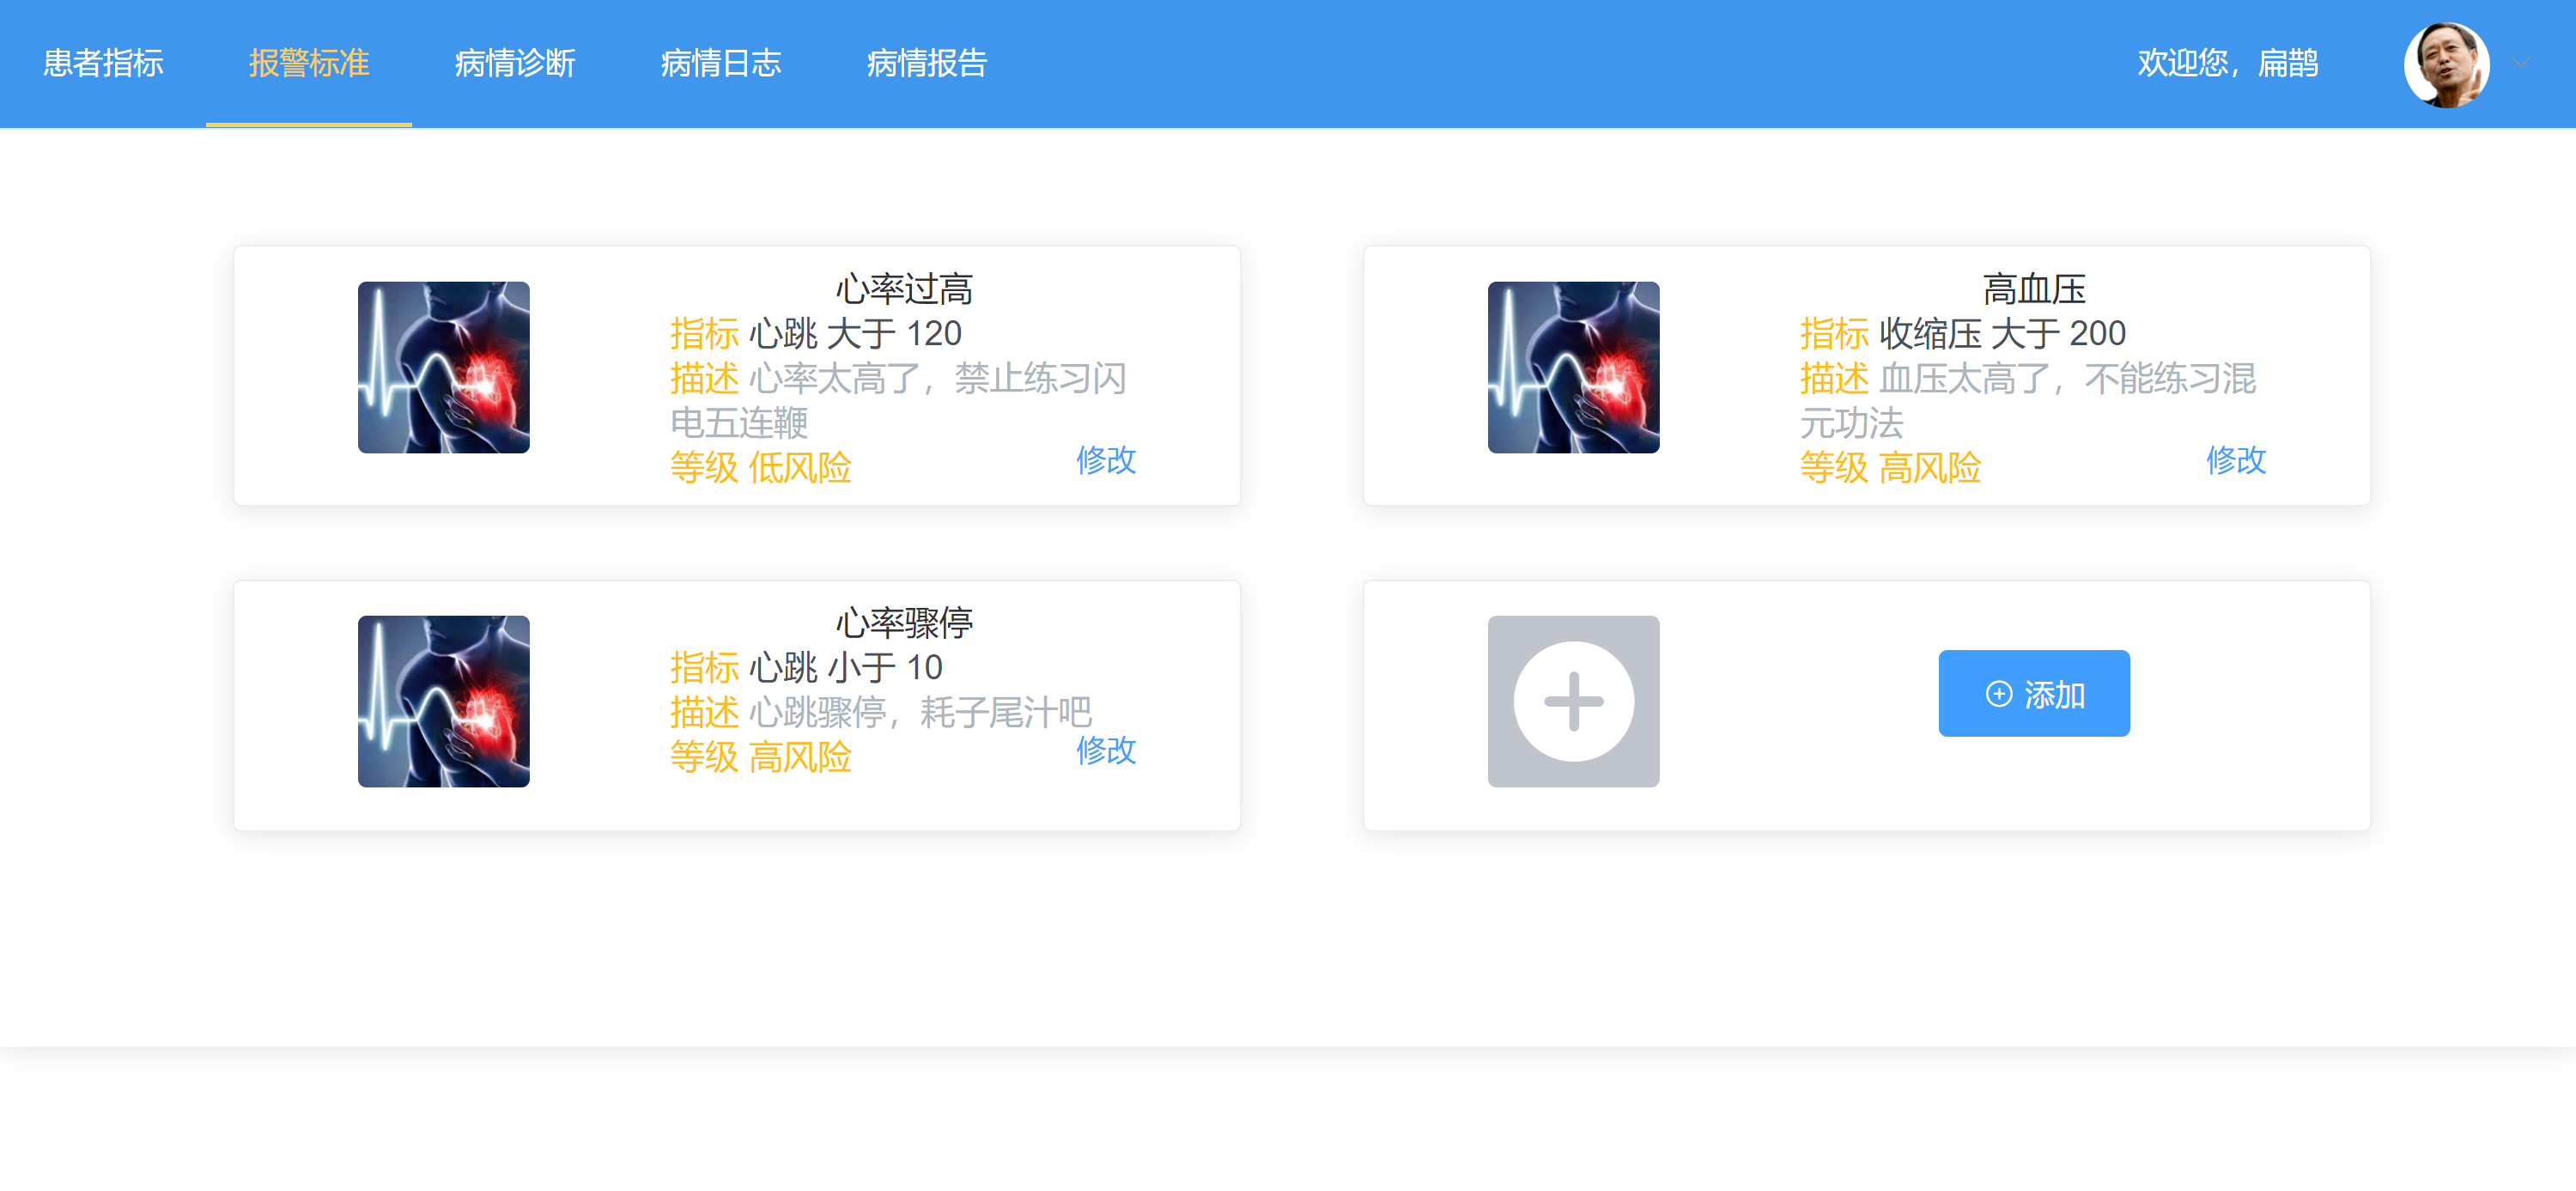 患者指标
报警标准
病情诊断
病情日志
病情报告
欢迎您，扁鹊
心率过高
指标 心跳 大于 120
描述 心率太高了，禁止练习闪
电五连鞭
等级 低风险
修改
高血压
指标 收缩压 大于 200
描述 血压太高了，不能练习混
元功法
等级 高风险
修改
心率骤停
指标 心跳 小于 10
描述 心跳骤停，耗子尾汁吧
等级 高风险
修改
添加